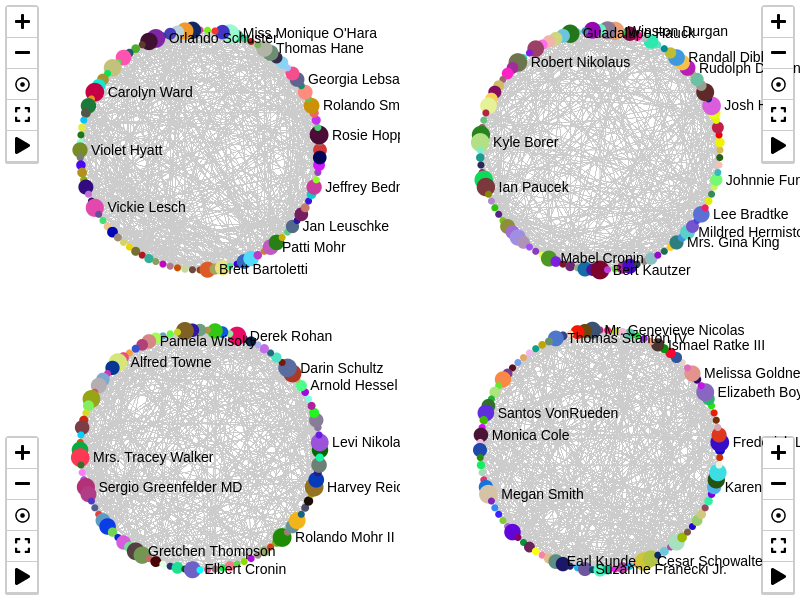 Miss Monique O'Hara
Orlando Schuster
Thomas Hane
Georgia Lebsa
Carolyn Ward
Rolando Sm
Rosie Hopp
Violet Hyatt
Jeffrey Bedn
Vickie Lesch
Jan Leuschke
Patti Mohr
Brett Bartoletti
Winston Durgan
Robert Nikolaus
Randall Dibb
Rudolph D
Josh H
Kyle Borer
Johnnie Fun
Ian Paucek
Lee Bradtke
Mildred Hermisto
Mrs. Gina King
Mabel Cronin
Bert Kautzer
Derek Rohan
Pamela Wisoky
Alfred Towne
Darin Schultz
Arnold Hessel
Levi Nikola
Mrs. Tracey Walker
Sergio Greenfelder MD
Harvey Reic
Rolando Mohr II
Gretchen Thompson
Elbert Cronin
Mr. Genevieve Nicolas
Thomas Stanton IV
Ismael Ratke III
Melissa Goldne
Elizabeth Boy
Santos VonRueden
Monica Cole
Frederick L
Karen
Megan Smith
Earl Kunde
Cesar Schowalte
Suzanne Franecki Jr.